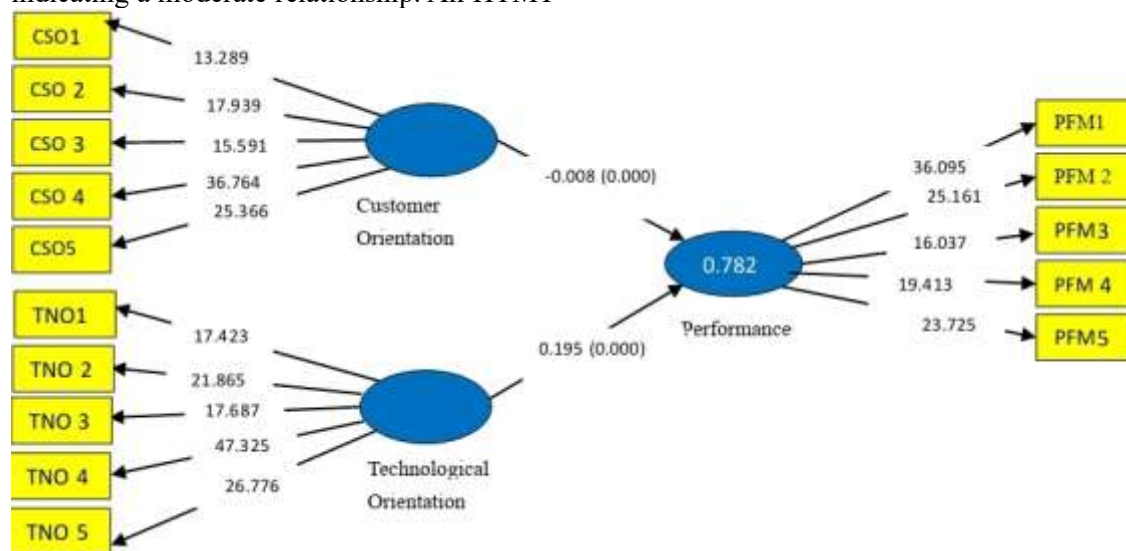 indicating a moderate relationship. An HTMT
CSO1
CSO 2
CSO 3
CSO 4
CSO5
13.289
17.939
15.591
36.764
25.366
Customer
Orientation
-0.008 (0.000)
TNO1
TNO 2
TNO 3
TNO 4
TNO 5
17.423
21.865
17.687
47.325
26.776
Technological
Orientation
0.195 (0.000)
0.782
Performance
36.095
25.161
16.037
19.413
23.725
PFM1
PFM 2
PFM3
PFM 4
PFM5